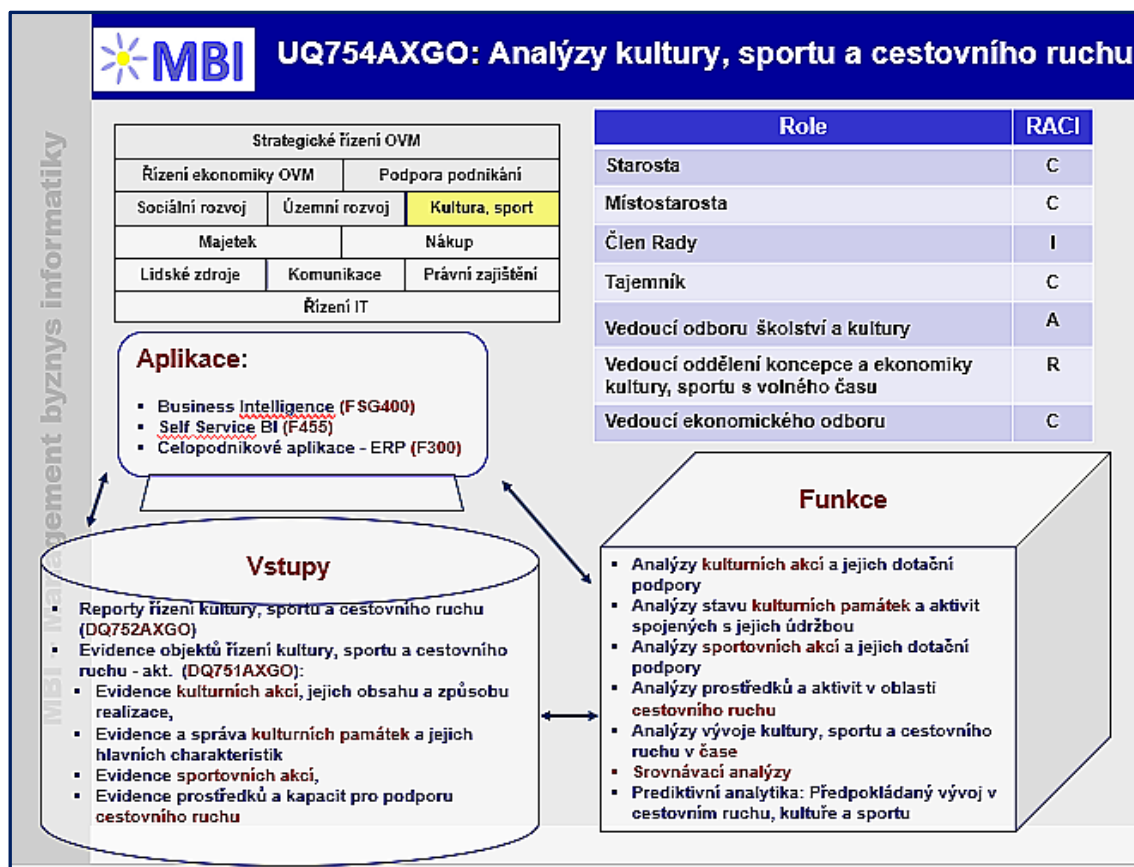 MBI
UQ754AXGO: Analýzy kultury, sportu a cestovního ruchu
MBI - Management byznys informatiky
Strategické řízení OVM
Řízení ekonomiky OVM Podpora podnikání
Sociální rozvoj Územní rozvoj Kultura, sport
Majetek Nákup
Lidské zdroje Komunikace Právní zajištění
Řízení IT
Role RACI
Starosta C
Místostarosta C
Člen Rady I
Tajemník C
Vedoucí odboru školství a kultury A
Vedoucí oddělení koncepce a ekonomiky R
kultury, sportu s volného času
Vedoucí ekonomického odboru C
Aplikace:
▪ Business Intelligence (FSG400)
▪ Self Service BI (F455)
▪ Celopodnikové aplikace - ERP (F300)
Vstupy
▪ Reporty řízení kultury, sportu a cestovního ruchu
(DQ752AXGO)
▪ Evidence objektů řízení kultury, sportu a cestovního
ruchu - akt. (DQ751AXGO):
▪ Evidence kulturních akcí, jejich obsahu a způsobu
realizace,
▪ Evidence a správa kulturních památek a jejich
hlavních charakteristik
▪ Evidence sportovních akcí,
▪ Evidence prostředků a kapacit pro podporu
cestovního ruchu
Funkce
▪ Analýzy kulturních akcí a jejich dotační
podpory
▪ Analýzy stavu kulturních památek a aktivit
spojených s jejich údržbou
▪ Analýzy sportovních akcí a jejich dotační
podpory
▪ Analýzy prostředků a aktivit v oblasti
cestovního ruchu
▪ Analýzy vývoje kultury, sportu a cestovního
ruchu v čase
▪ Srovnávací analýzy
▪ Prediktivní analytika: Předpokládaný vývoj v
cestovním ruchu, kultuře a sportu